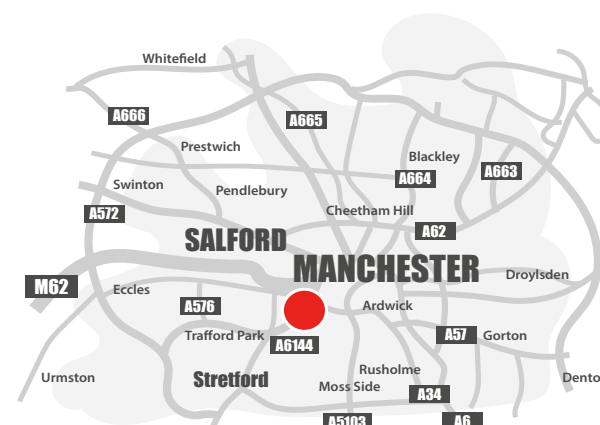 Whitefield
A666
A665
Prestwich
Blackley
A663
A664
Swinton
Pendlebury
Cheetham Hill
A572
A62
SALFORD
MANCHESTER
Droylsden
M62
Eccles
A576
Ardwick
Trafford Park
A57
Gorton
A6144
Rusholme
Urmston
Stretford
Moss Side
Dento
A34
A5103
A6